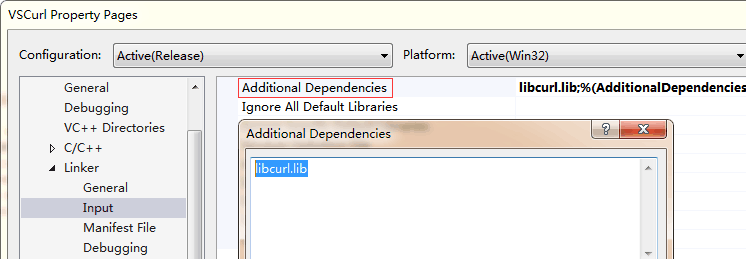 VSCurl Property Pages
Configuration: Active(Release) Platform: Active(Win32)
General
Debugging
VC++ Directories
C/C++
Linker
General
Input
Manifest File
Debugging
Additional Dependencies libcurl.lib;%(AdditionalDependencies
Ignore All Default Libraries
Additional Dependencies
libcurl.lib